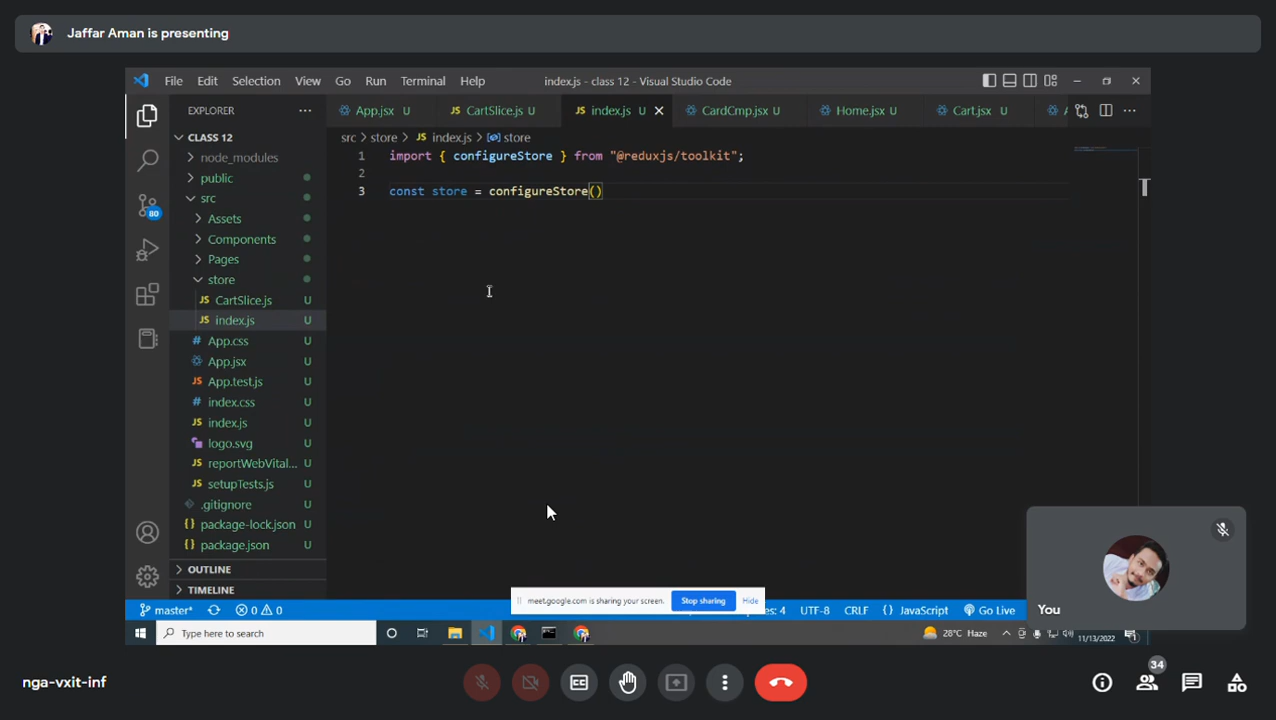 Jaffar Aman is presenting
File Edit Selection View Go Run Terminal Help
index.js - class 12 - Visual Studio Code
EXPLORER
App.jsx U
CartSlice.js U
index.js U
CardCmp.jsx U
Home.jsx U
Cart.jsx U
CLASS 12
node_modules
public
src
Assets
Components
Pages
store
CartSlice.js U
index.js U
App.css U
App.jsx U
App.test.js U
index.css U
index.js U
logo.svg U
reportWebVital... U
setupTests.js U
.gitignore U
package-lock.json U
package.json U
OUTLINE
TIMELINE
80
src > store > JS index.js > store
1 import { configureStore } from "@reduxjs/toolkit";
2
3 const store = configureStore()
You
meet.google.com is sharing your screen. Stop sharing Hide
master* 0 0
: 4 UTF-8 CRLF {} JavaScript Go Live
Type here to search
28°C Haze
11/13/2022
nga-vxit-inf
34